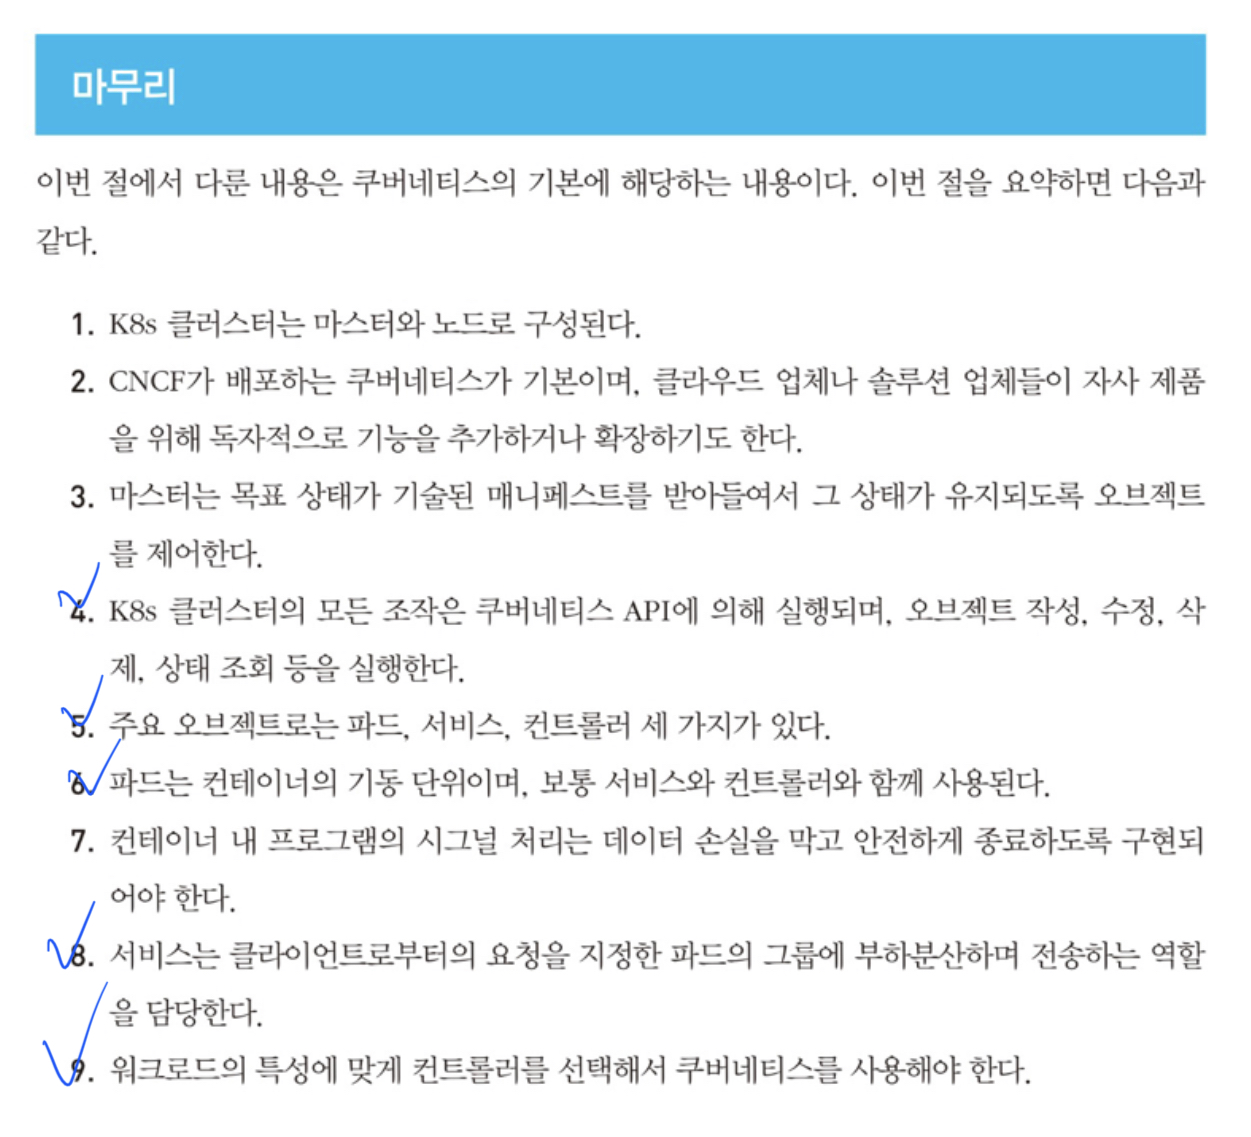 마무리
이번 절에서 다룬 내용은 쿠버네티스의 기본에 해당하는 내용이다. 이번 절을 요약하면 다음과
같다.
1. K8s 클러스터는 마스터와 노드로 구성된다.
2. CNCF가 배포하는 쿠버네티스가 기본이며, 클라우드 업체나 솔루션 업체들이 자사 제품
을 위해 독자적으로 기능을 추가하거나 확장하기도 한다.
3. 마스터는 목표 상태가 기술된 매니페스트를 받아들여서 그 상태가 유지되도록 오브젝트
를 제어한다.
4. K8s 클러스터의 모든 조작은 쿠버네티스 API에 의해 실행되며, 오브젝트 작성, 수정, 삭
제, 상태 조회 등을 실행한다.
5. 주요 오브젝트로는 파드, 서비스, 컨트롤러 세 가지가 있다.
6. 파드는 컨테이너의 기동 단위이며, 보통 서비스와 컨트롤러와 함께 사용된다.
7. 컨테이너 내 프로그램의 시그널 처리는 데이터 손실을 막고 안전하게 종료하도록 구현되
어야 한다.
8. 서비스는 클라이언트로부터의 요청을 지정한 파드의 그룹에 부하분산하며 전송하는 역할
을 담당한다.
9. 워크로드의 특성에 맞게 컨트롤러를 선택해서 쿠버네티스를 사용해야 한다.